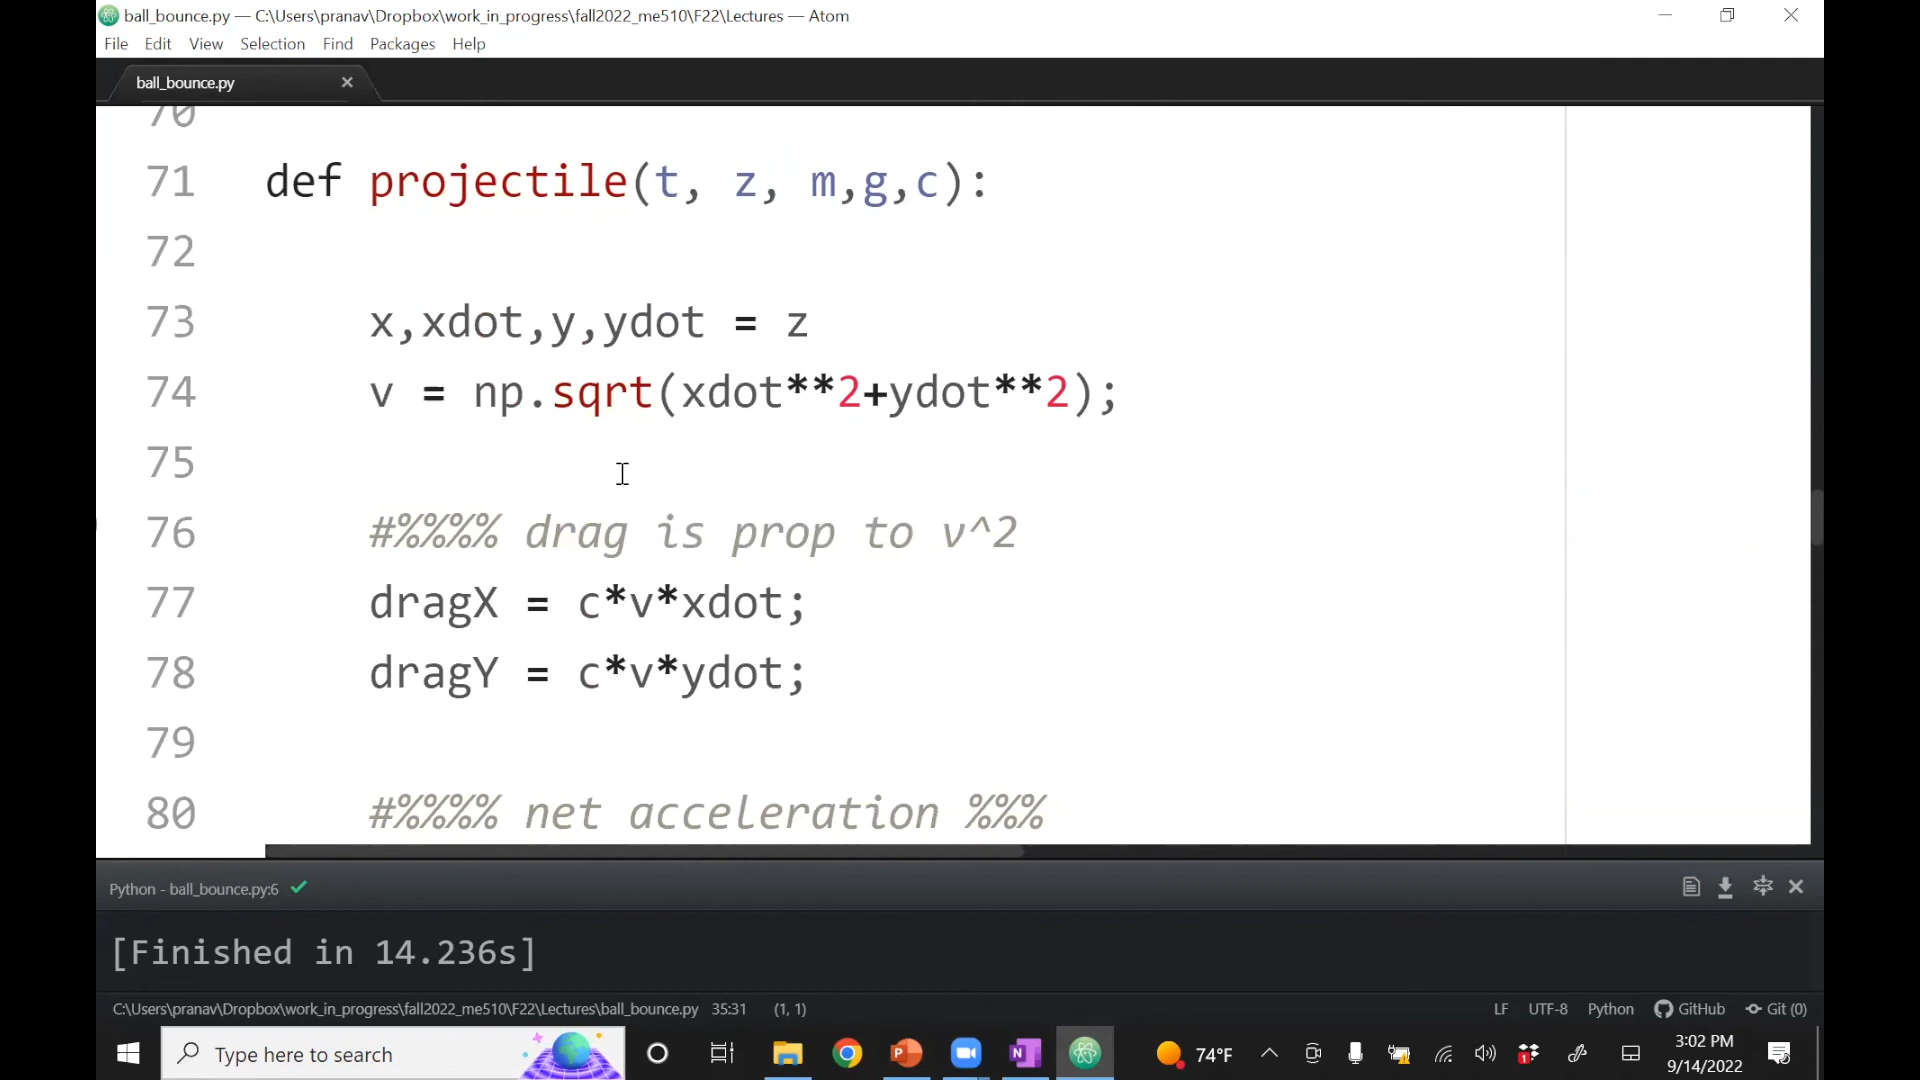 ball_bounce.py — C:\Users\pranav\Dropbox\work_in_progress\fall2022_me510\F22\Lectures — Atom
File Edit View Selection Find Packages Help
ball_bounce.py
70
71 def projectile(t, z, m,g,c):
72
73 x,xdot,y,ydot = z
74 v = np.sqrt(xdot**2+ydot**2);
75
76 #%%%% drag is prop to v^2
77 dragX = c*v*xdot;
78 dragY = c*v*ydot;
79
80 #%%%% net acceleration %%%
Python - ball_bounce.py:6
[Finished in 14.236s]
C:\Users\pranav\Dropbox\work_in_progress\fall2022_me510\F22\Lectures\ball_bounce.py 35:31 (1, 1) LF UTF-8 Python GitHub Git (0)
Type here to search 74°F 1 3:02 PM
9/14/2022